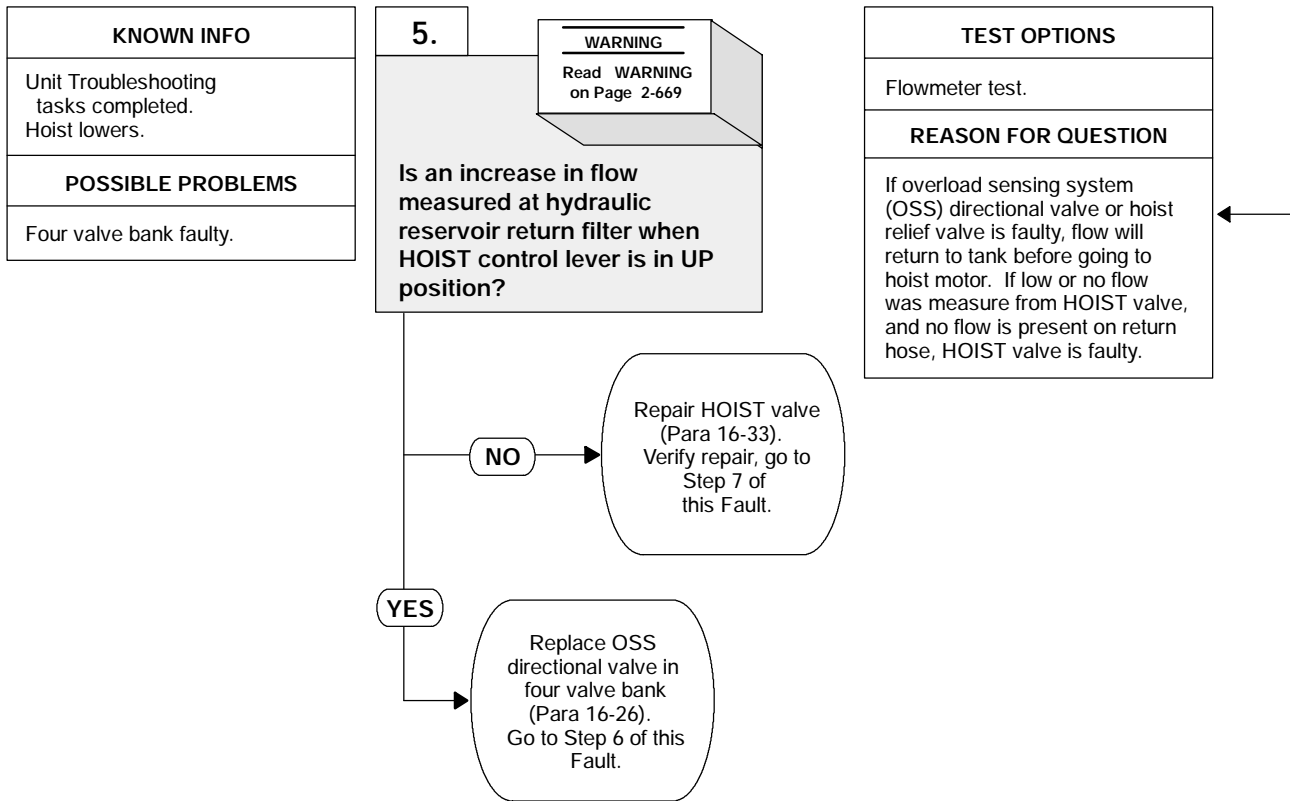 KNOWN INFO
Unit Troubleshooting
tasks completed.
Hoist lowers.
POSSIBLE PROBLEMS
Four valve bank faulty.
5.
WARNING
Read WARNING
on Page 2-669
Is an increase in flow
measured at hydraulic
reservoir return filter when
HOIST control lever is in UP
position?
TEST OPTIONS
Flowmeter test.
REASON FOR QUESTION
If overload sensing system
(OSS) directional valve or hoist
relief valve is faulty, flow will
return to tank before going to
hoist motor. If low or no flow
was measure from HOIST valve,
and no flow is present on return
hose, HOIST valve is faulty.
NO
Repair HOIST valve
(Para 16-33).
Verify repair, go to
Step 7 of
this Fault.
YES
Replace OSS
directional valve in
four valve bank
(Para 16-26).
Go to Step 6 of this
Fault.